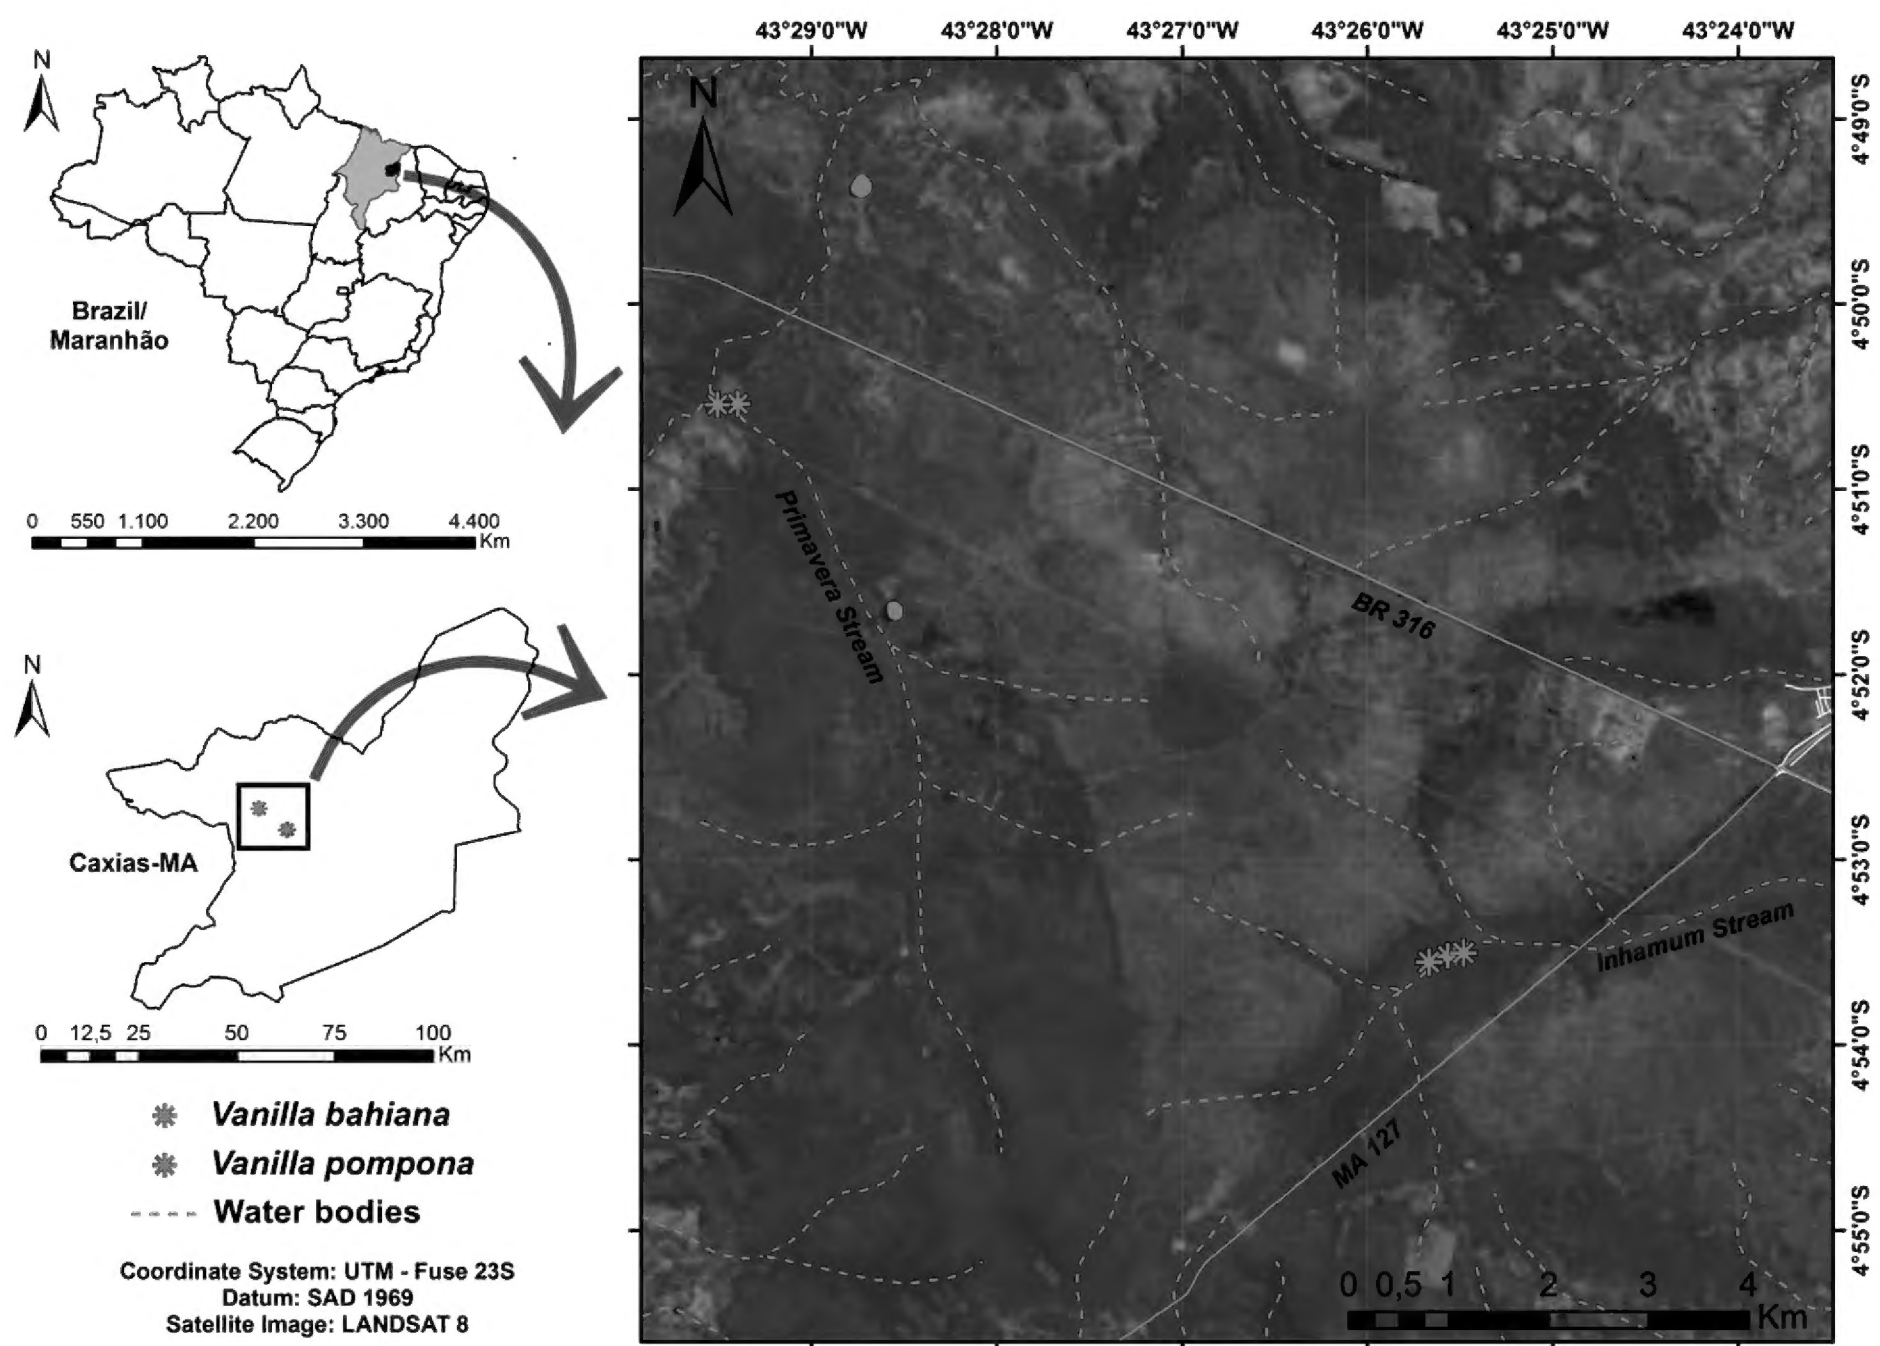 43°29'0"W 43°28'0"W 43°27'0"W 43°26'0"W 43°25'0"W 43°24'0"W
N
N
4°49'0"S
4°50'0"S
Brazil/
Maranhão
4°51'0"S
0 550 1.100 2.200 3.300 4.400
Km
Primavera Stream
BR 316
4°52'0"S
N
Caxias-MA
4°53'0"S
Inhamum Stream
0 12,5 25 50 75 100
Km
4°54'0"S
Vanilla bahiana
Vanilla pompona
Water bodies
MA 127
4°55'0"S
Coordinate System: UTM - Fuse 23S
Datum: SAD 1969
Satellite Image: LANDSAT 8
0 0,5 1 2 3 4
Km